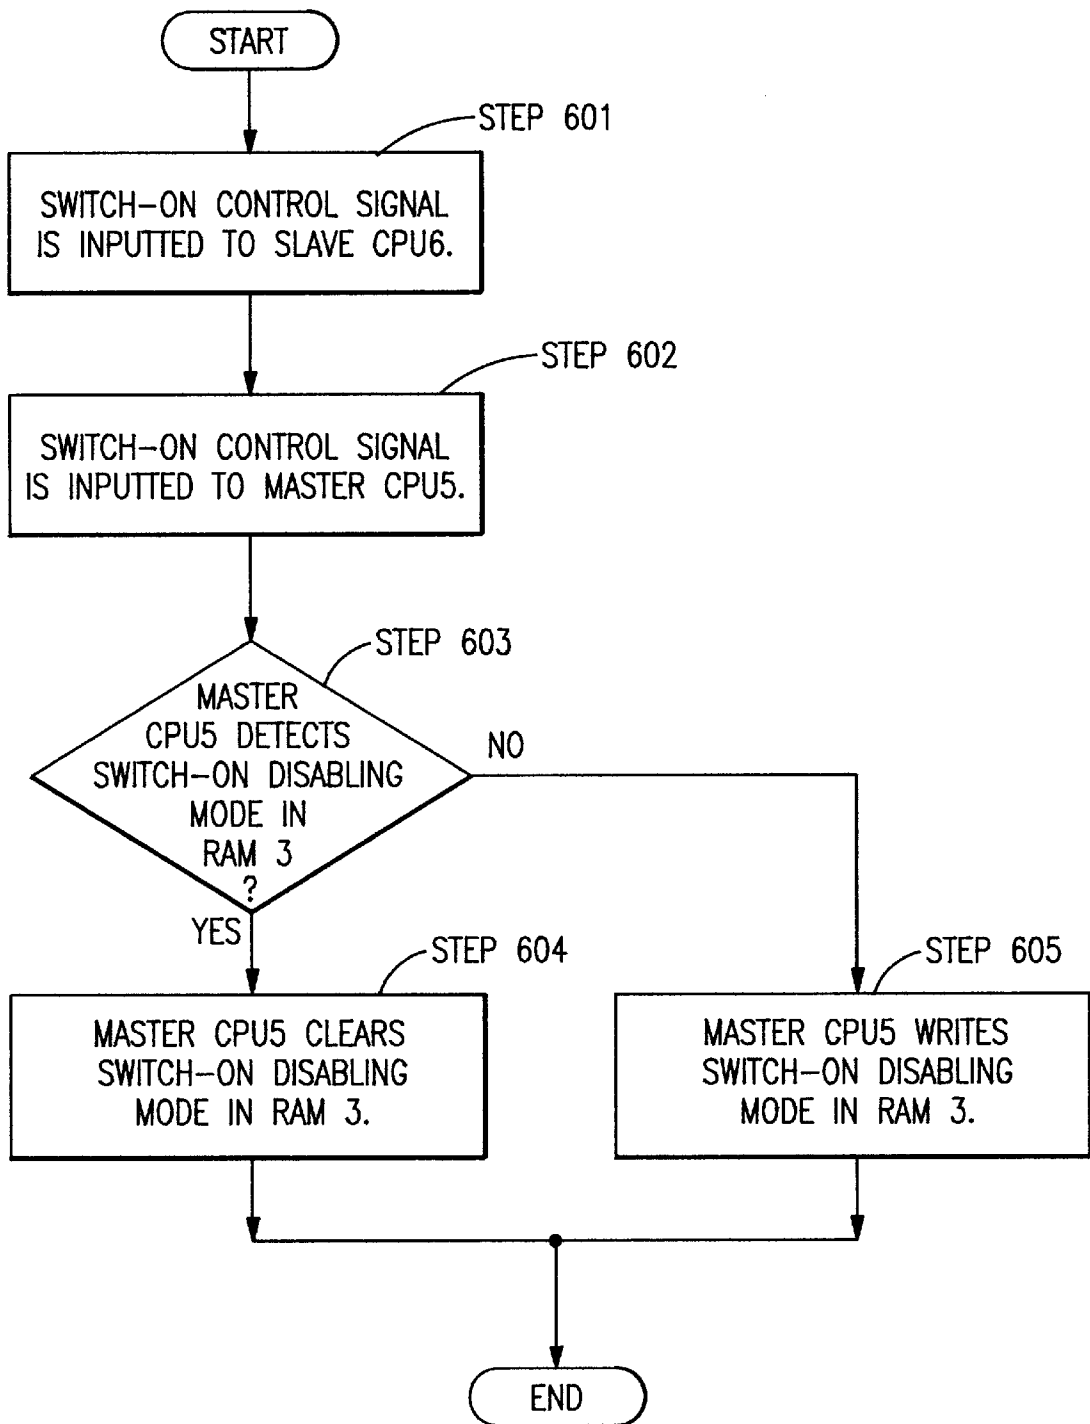 START
STEP 601
SWITCH-ON CONTROL SIGNAL
IS INPUTTED TO SLAVE CPU6.
STEP 602
SWITCH-ON CONTROL SIGNAL
IS INPUTTED TO MASTER CPU5.
STEP 603
MASTER
CPU5 DETECTS
SWITCH-ON DISABLING
MODE IN
RAM 3
?
NO
YES
STEP 604
MASTER CPU5 CLEARS
SWITCH-ON DISABLING
MODE IN RAM 3.
STEP 605
MASTER CPU5 WRITES
SWITCH-ON DISABLING
MODE IN RAM 3.
END